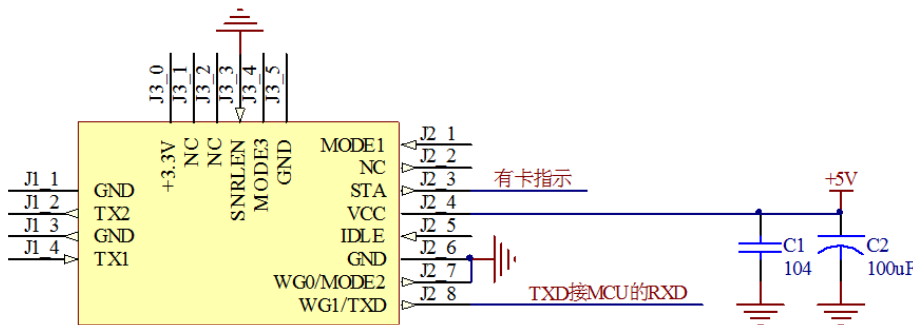 J3_0
J3_1
J3_2
J3_3
J3_4
J3_5
+3.3V
NC
NC
SNRLEN
MODE3
GND
J1_1 GND
J1_2 TX2
J1_3 GND
J1_4 TX1
MODE1 J2_1
NC J2_2
STA J2_3 有卡指示
VCC J2_4 +5V
IDLE J2_5
GND J2_6
WG0/MODE2 J2_7
WG1/TXD J2_8 TXD接MCU的RXD
C1
104
C2
100uF